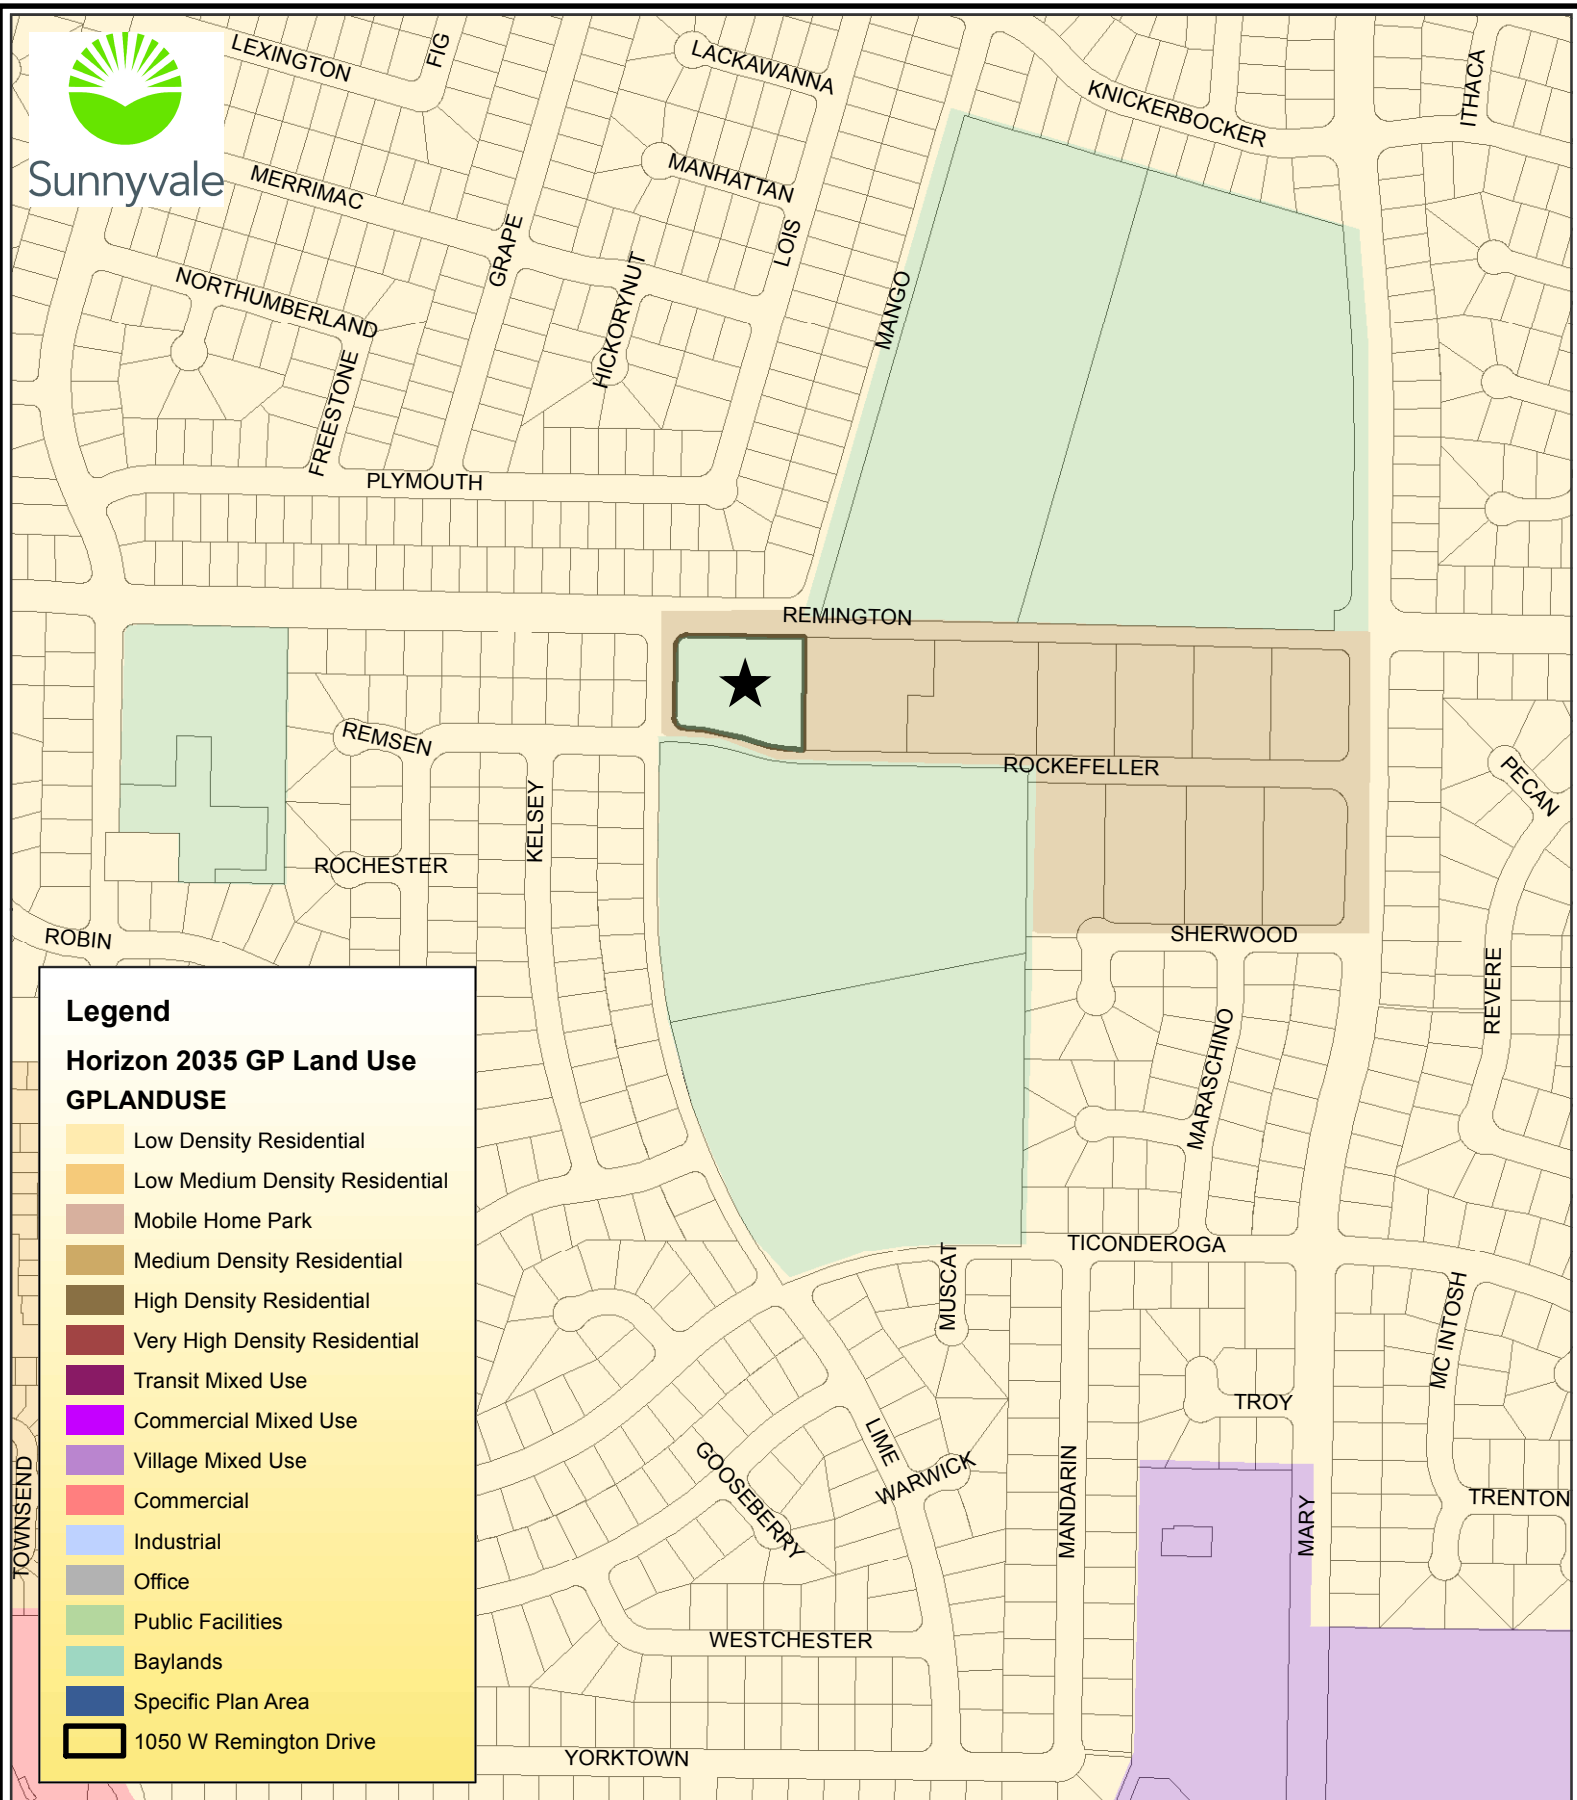 LEXINGTON
FIG
LACKAWANNA
KNICKERBOCKER
ITHACA
Sunnyvale
MERRIMAC
MANHATTAN
GRAPE
LOIS
HICKORYNUT
MANGO
NORTHUMBERLAND
FREESTONE
PLYMOUTH
REMINGTON
REMSEN
ROCKEFELLER
PECAN
KELSEY
ROCHESTER
ROBIN
SHERWOOD
REVERE
MARASCHINO
Legend
Horizon 2035 GP Land Use
GPLANDUSE
Low Density Residential
Low Medium Density Residential
Mobile Home Park
Medium Density Residential
High Density Residential
Very High Density Residential
Transit Mixed Use
Commercial Mixed Use
Village Mixed Use
Commercial
Industrial
Office
Public Facilities
Baylands
Specific Plan Area
1050 W Remington Drive
TICONDEROGA
MUSCAT
MC INTOSH
TROY
LIME
GOOSEBERRY
WARWICK
MANDARIN
MARY
TRENTON
TOWNSEND
WESTCHESTER
YORKTOWN